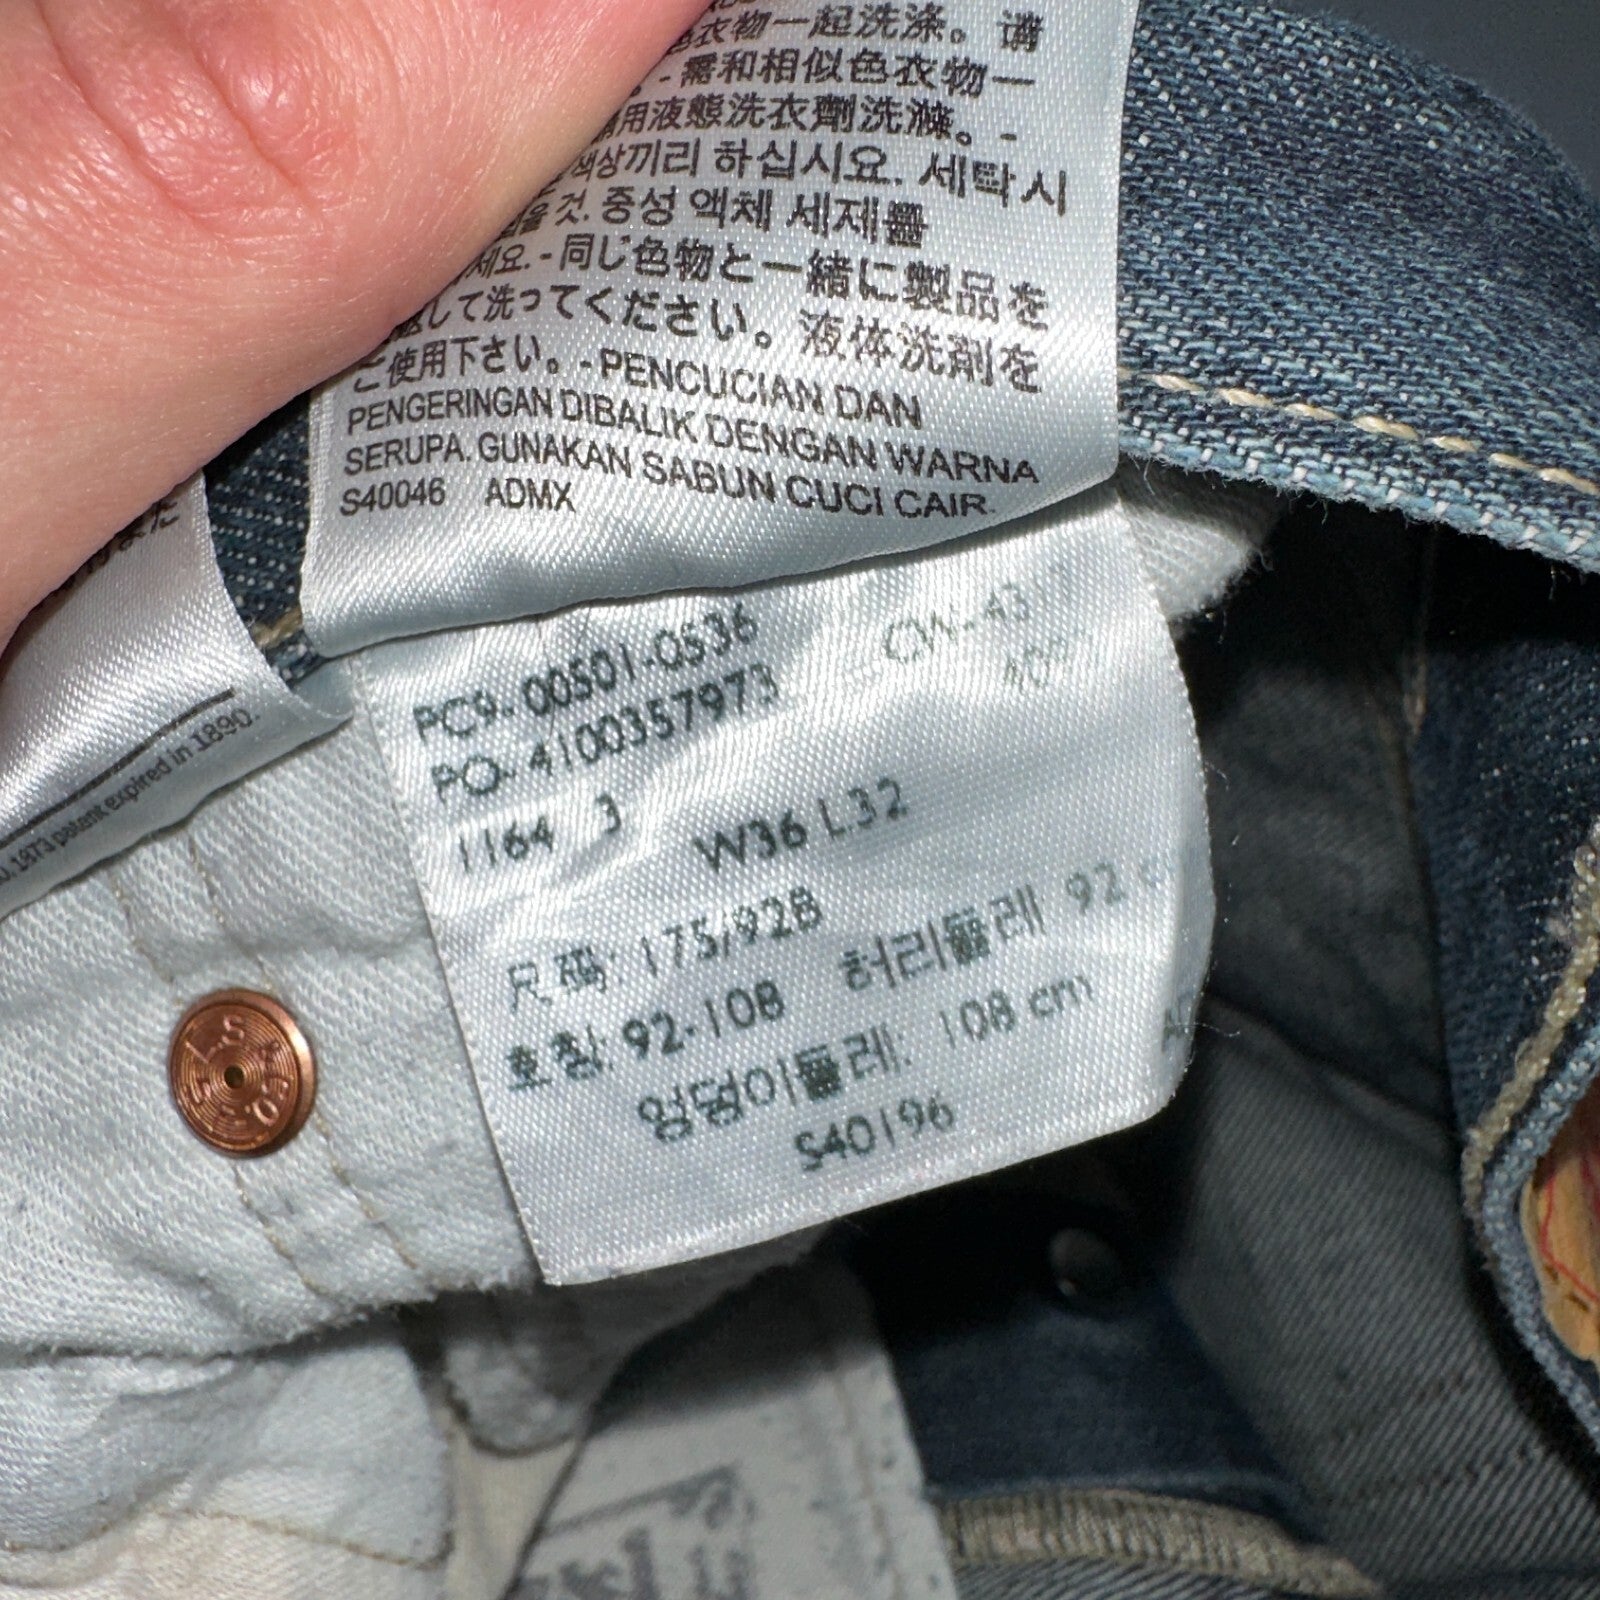 色衣物一起洗涤。请
- 需和相似色衣物一
用液態洗衣劑洗滌。-
색상끼리 하십시요. 세탁시
것. 중성 액체 세제를
세요. - 同じ色物と一緒に製品を
返して洗ってください。液体洗剤を
ご使用下さい。- PENCUCIAN DAN
PENGERINGAN DIBALIK DENGAN WARNA
SERUPA. GUNAKAN SABUN CUCI CAIR.
S40046 ADMX
1873 patent expired in 1890.
PC9- 00501-0536 CW- 43
PO- 4100357973
1164 3 W36 L32
尺碼: 175/92B 허리둘레 92
호칭: 92-108
엉덩이둘레: 108 cm
S40196
L.S
& CO.
S.F.